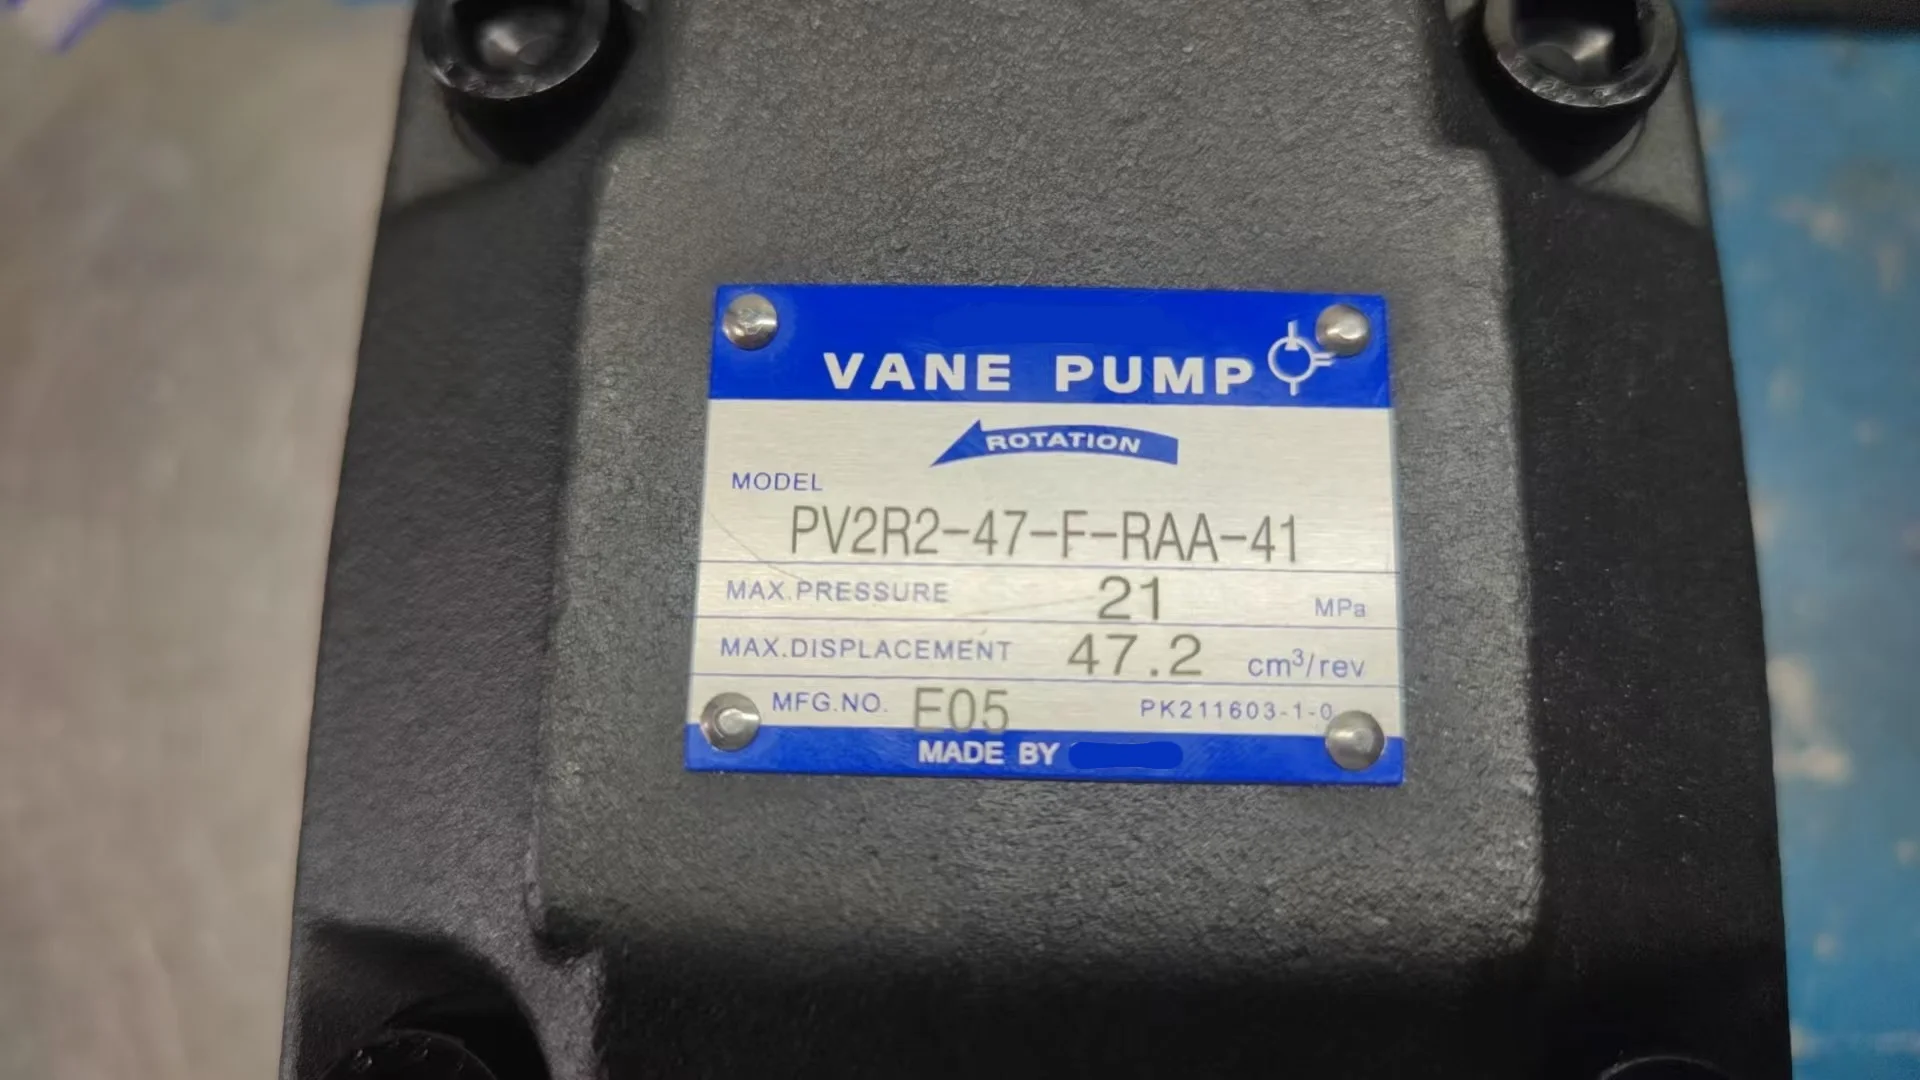 VANE PUMP
ROTATION
MODEL
PV2R2-47-F-RAA-41
MAX.PRESSURE 21 MPa
MAX.DISPLACEMENT 47.2 cm³/rev
MFG.NO. E05 PK211603-1-0
MADE BY